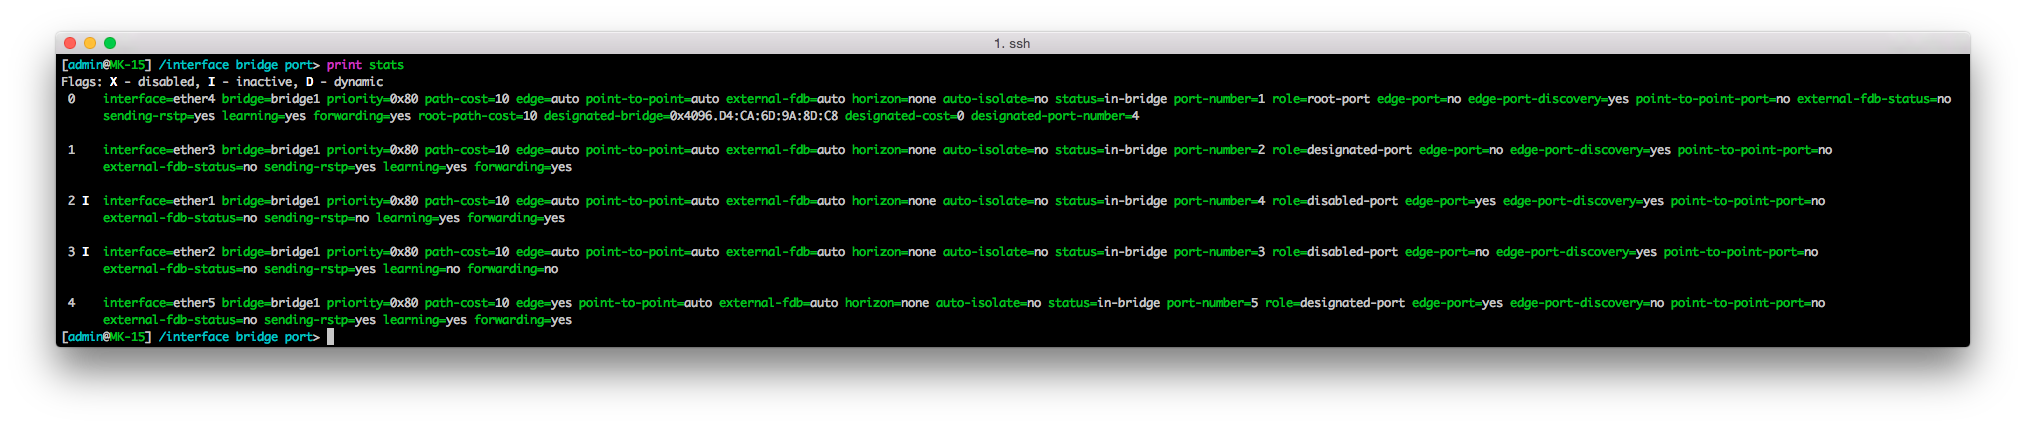 1. ssh
[admin@MK-15] /interface bridge port> print stats
Flags: X - disabled, I - inactive, D - dynamic
0 interface=ether4 bridge=bridge1 priority=0x80 path-cost=10 edge=auto point-to-point=auto external-fdb=auto horizon=none auto-isolate=no status=in-bridge port-number=1 role=root-port edge-port=no edge-port-discovery=yes point-to-point-port=no external-fdb-status=no
sending-rstp=yes learning=yes forwarding=yes root-path-cost=10 designated-bridge=0x4096.D4:CA:6D:9A:8D:C8 designated-cost=0 designated-port-number=4
1 interface=ether3 bridge=bridge1 priority=0x80 path-cost=10 edge=auto point-to-point=auto external-fdb=auto horizon=none auto-isolate=no status=in-bridge port-number=2 role=designated-port edge-port=no edge-port-discovery=yes point-to-point-port=no
external-fdb-status=no sending-rstp=yes learning=yes forwarding=yes
2 I interface=ether1 bridge=bridge1 priority=0x80 path-cost=10 edge=auto point-to-point=auto external-fdb=auto horizon=none auto-isolate=no status=in-bridge port-number=4 role=disabled-port edge-port=yes edge-port-discovery=yes point-to-point-port=no
external-fdb-status=no sending-rstp=no learning=yes forwarding=yes
3 I interface=ether2 bridge=bridge1 priority=0x80 path-cost=10 edge=auto point-to-point=auto external-fdb=auto horizon=none auto-isolate=no status=in-bridge port-number=3 role=disabled-port edge-port=no edge-port-discovery=yes point-to-point-port=no
external-fdb-status=no sending-rstp=yes learning=no forwarding=no
4 interface=ether5 bridge=bridge1 priority=0x80 path-cost=10 edge=yes point-to-point=auto external-fdb=auto horizon=none auto-isolate=no status=in-bridge port-number=5 role=designated-port edge-port=yes edge-port-discovery=no point-to-point-port=no
external-fdb-status=no sending-rstp=yes learning=yes forwarding=yes
[admin@MK-15] /interface bridge port>